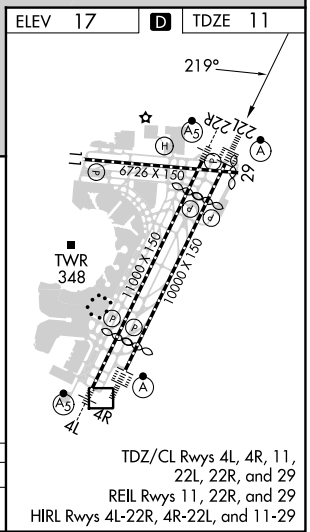 ELEV 17 D TDZE 11
219°
A5
22L
22R
A
H
11
P
6726 X 150
P
29
P
P
TWR
348
11000 X 150
10000 X 150
P
P
A5
A
4L
4R
TDZ/CL Rwys 4L, 4R, 11,
22L, 22R, and 29
REIL Rwys 11, 22R, and 29
HIRL Rwys 4L-22R, 4R-22L, and 11-29